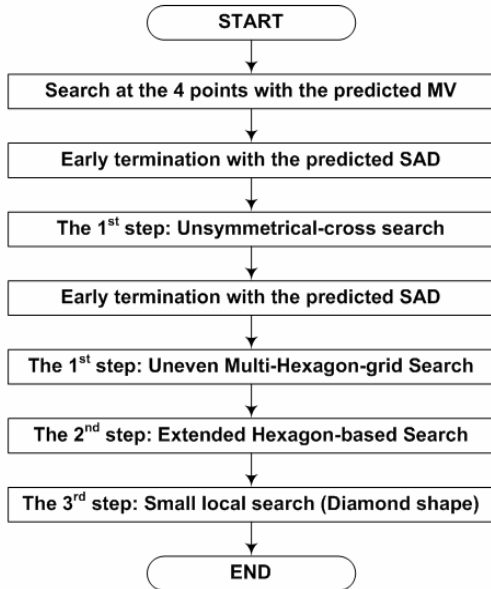 START
Search at the 4 points with the predicted MV
Early termination with the predicted SAD
The 1st step: Unsymmetrical-cross search
Early termination with the predicted SAD
The 1st step: Uneven Multi-Hexagon-grid Search
The 2nd step: Extended Hexagon-based Search
The 3rd step: Small local search (Diamond shape)
END